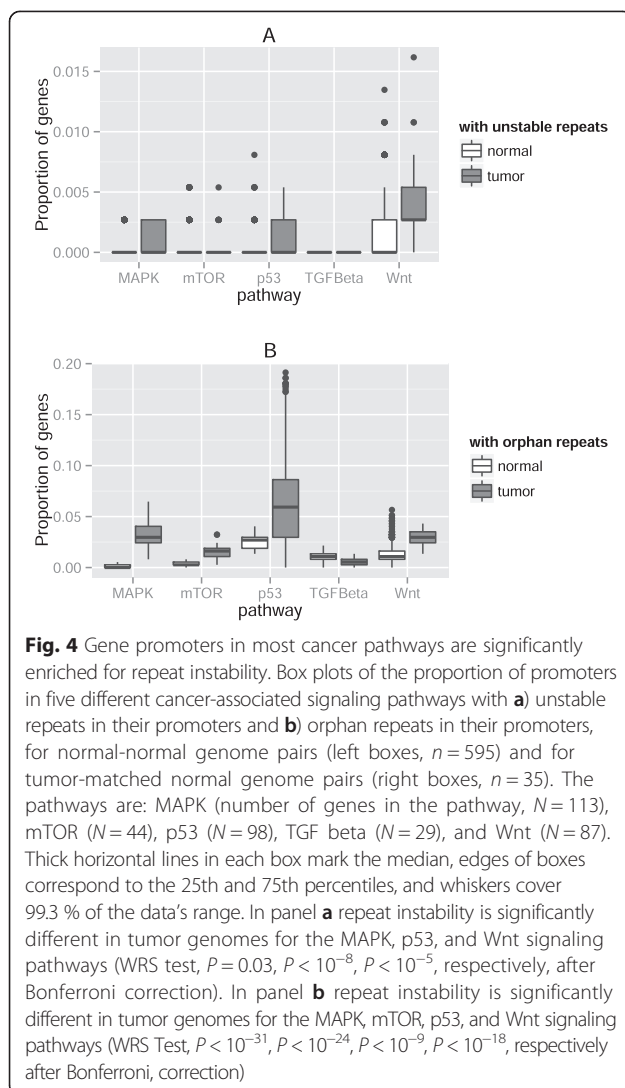 A
Proportion of genes
0.015
0.010
0.005
0.000
MAPK mTOR p53 TGFBeta Wnt
pathway
with unstable repeats
normal
tumor
B
Proportion of genes
0.20
0.15
0.10
0.05
0.00
MAPK mTOR p53 TGFBeta Wnt
pathway
with orphan repeats
normal
tumor
Fig. 4 Gene promoters in most cancer pathways are significantly
enriched for repeat instability. Box plots of the proportion of promoters
in five different cancer-associated signaling pathways with a) unstable
repeats in their promoters and b) orphan repeats in their promoters,
for normal-normal genome pairs (left boxes, n = 595) and for
tumor-matched normal genome pairs (right boxes, n = 35). The
pathways are: MAPK (number of genes in the pathway, N = 113),
mTOR (N = 44), p53 (N = 98), TGF beta (N = 29), and Wnt (N = 87).
Thick horizontal lines in each box mark the median, edges of boxes
correspond to the 25th and 75th percentiles, and whiskers cover
99.3 % of the data's range. In panel a repeat instability is significantly
different in tumor genomes for the MAPK, p53, and Wnt signaling
pathways (WRS test, P = 0.03, P < 10⁻⁸, P < 10⁻⁵, respectively, after
Bonferroni correction). In panel b repeat instability is significantly
different in tumor genomes for the MAPK, mTOR, p53, and Wnt signaling
pathways (WRS Test, P < 10⁻³¹, P < 10⁻²⁴, P < 10⁻⁹, P < 10⁻¹⁸, respectively
after Bonferroni, correction)